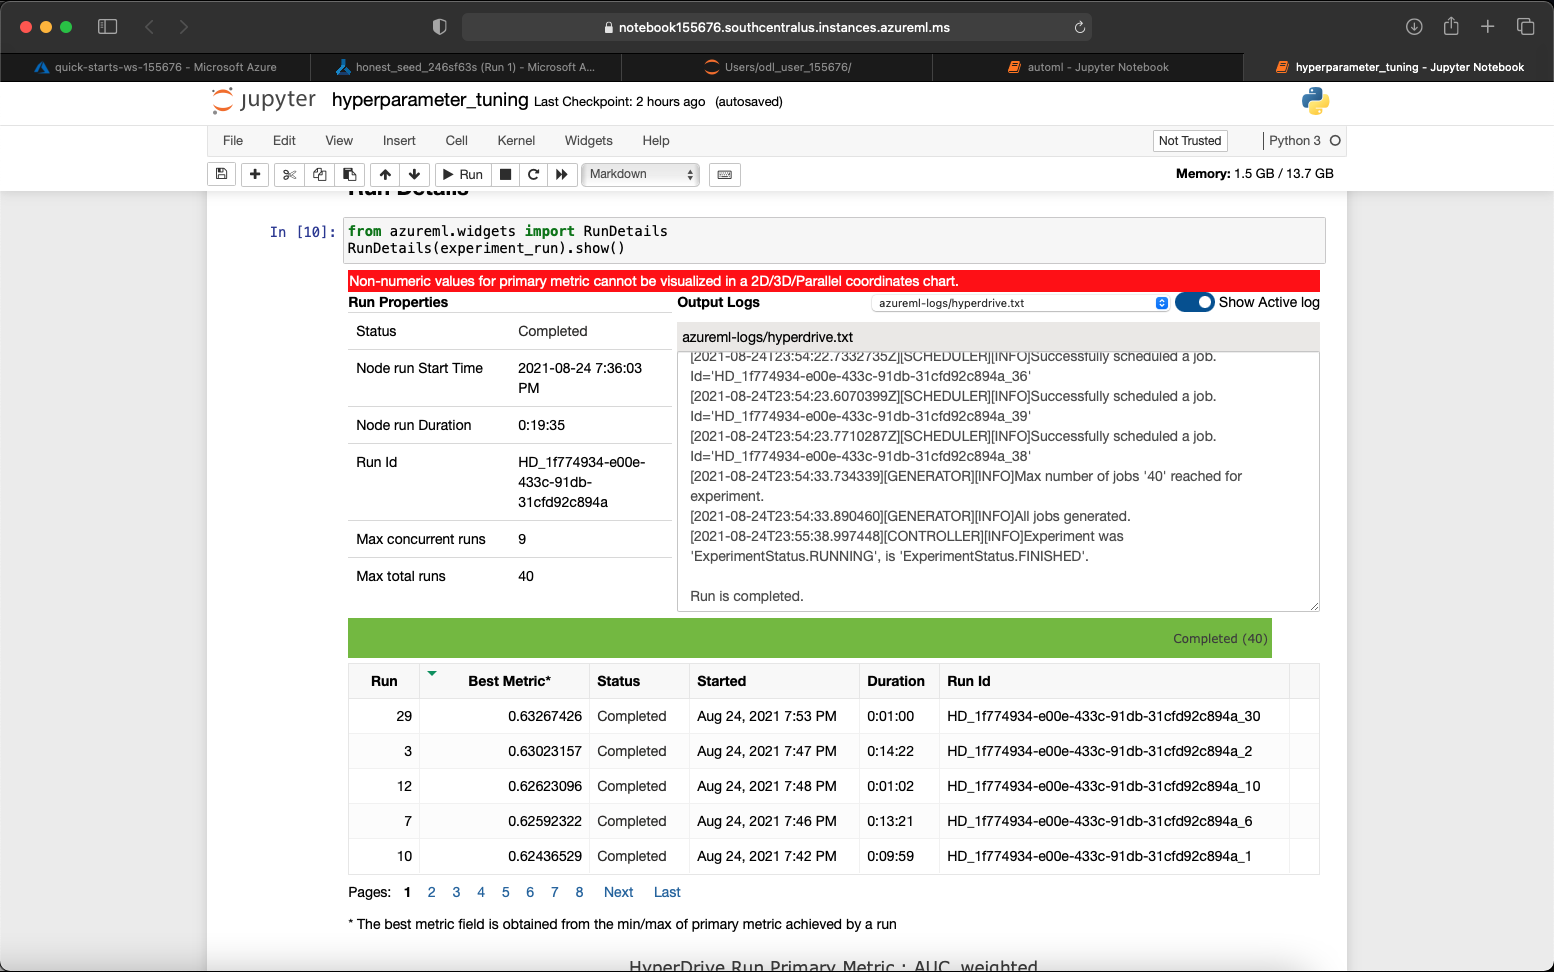 notebook155676.southcentralus.instances.azureml.ms
quick-starts-ws-155676 - Microsoft Azure
honest_seed_246sf63s (Run 1) - Microsoft A...
Users/odl_user_155676/
automl - Jupyter Notebook
hyperparameter_tuning - Jupyter Notebook
jupyter hyperparameter_tuning Last Checkpoint: 2 hours ago (autosaved)
File Edit View Insert Cell Kernel Widgets Help Not Trusted Python 3
Run Markdown Memory: 1.5 GB / 13.7 GB
Run Details
In [10]: from azureml.widgets import RunDetails
RunDetails(experiment_run).show()
Non-numeric values for primary metric cannot be visualized in a 2D/3D/Parallel coordinates chart.
Run Properties
Status Completed
Node run Start Time 2021-08-24 7:36:03
PM
Node run Duration 0:19:35
Run Id HD_1f774934-e00e-
433c-91db-
31cfd92c894a
Max concurrent runs 9
Max total runs 40
Output Logs azureml-logs/hyperdrive.txt Show Active log
azureml-logs/hyperdrive.txt
[2021-08-24T23:54:22.7332735Z][SCHEDULER][INFO]Successfully scheduled a job.
Id='HD_1f774934-e00e-433c-91db-31cfd92c894a_36'
[2021-08-24T23:54:23.6070399Z][SCHEDULER][INFO]Successfully scheduled a job.
Id='HD_1f774934-e00e-433c-91db-31cfd92c894a_39'
[2021-08-24T23:54:23.7710287Z][SCHEDULER][INFO]Successfully scheduled a job.
Id='HD_1f774934-e00e-433c-91db-31cfd92c894a_38'
[2021-08-24T23:54:33.734339][GENERATOR][INFO]Max number of jobs '40' reached for
experiment.
[2021-08-24T23:54:33.890460][GENERATOR][INFO]All jobs generated.
[2021-08-24T23:55:38.997448][CONTROLLER][INFO]Experiment was
'ExperimentStatus.RUNNING', is 'ExperimentStatus.FINISHED'.
Run is completed.
Completed (40)
Run Best Metric* Status Started Duration Run Id
29 0.63267426 Completed Aug 24, 2021 7:53 PM 0:01:00 HD_1f774934-e00e-433c-91db-31cfd92c894a_30
3 0.63023157 Completed Aug 24, 2021 7:47 PM 0:14:22 HD_1f774934-e00e-433c-91db-31cfd92c894a_2
12 0.62623096 Completed Aug 24, 2021 7:48 PM 0:01:02 HD_1f774934-e00e-433c-91db-31cfd92c894a_10
7 0.62592322 Completed Aug 24, 2021 7:46 PM 0:13:21 HD_1f774934-e00e-433c-91db-31cfd92c894a_6
10 0.62436529 Completed Aug 24, 2021 7:42 PM 0:09:59 HD_1f774934-e00e-433c-91db-31cfd92c894a_1
Pages: 1 2 3 4 5 6 7 8 Next Last
* The best metric field is obtained from the min/max of primary metric achieved by a run
HyperDrive Run Primary Metric : AUC_weighted